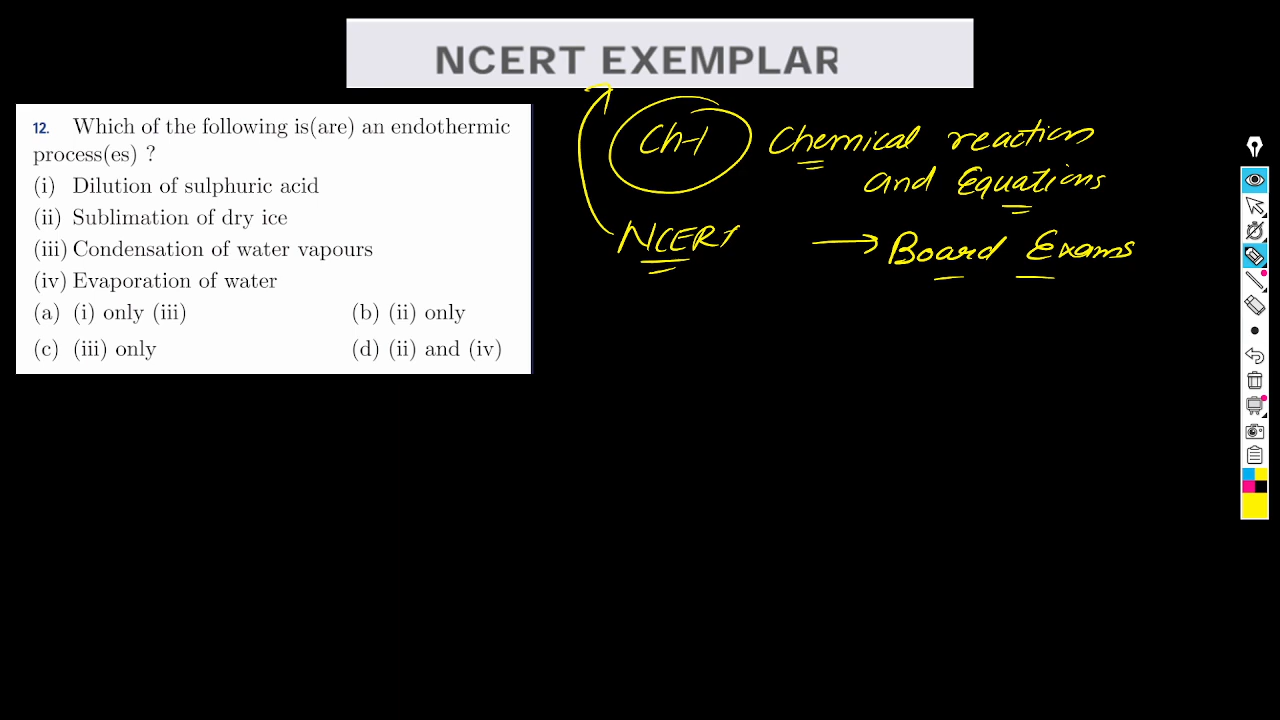 NCERT EXEMPLAR
12. Which of the following is(are) an endothermic
process(es) ?
(i) Dilution of sulphuric acid
(ii) Sublimation of dry ice
(iii) Condensation of water vapours
(iv) Evaporation of water
(a) (i) only (iii) (b) (ii) only
(c) (iii) only (d) (ii) and (iv)
Ch-1 Chemical reactions
and Equations
NCERT → Board Exams